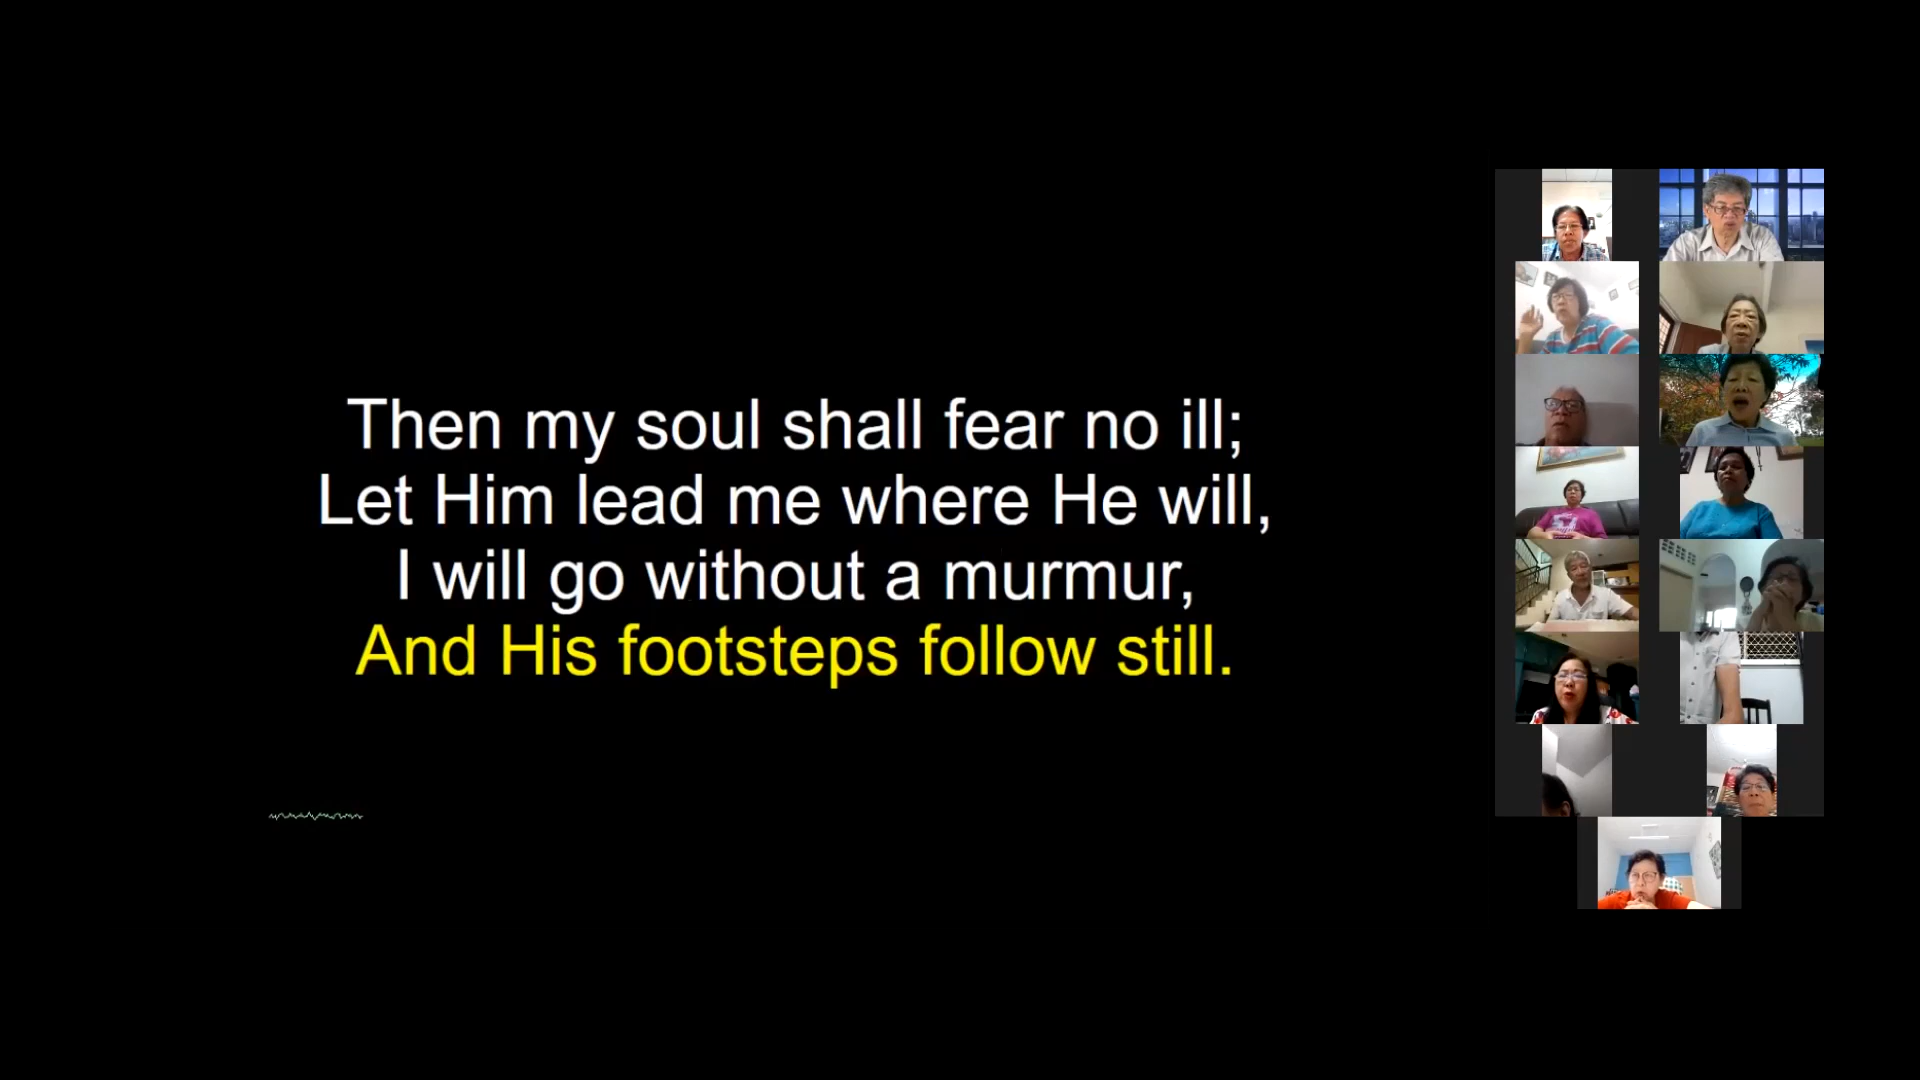 Then my soul shall fear no ill;
Let Him lead me where He will,
I will go without a murmur,
And His footsteps follow still.